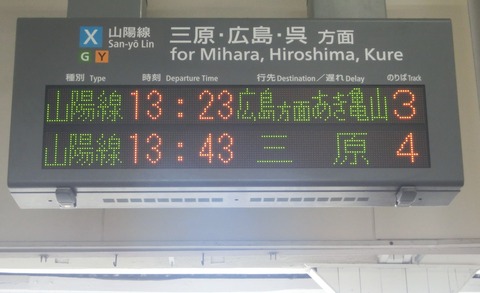 X 山陽線 三原・広島・呉 方面
G Y San-yō Lin for Mihara, Hiroshima, Kure
種別 Type 時刻 Departure Time 行先 Destination／遅れ Delay のりば Track
山陽線 13：23 広島方面あき亀山 3
山陽線 13：43 三原 4